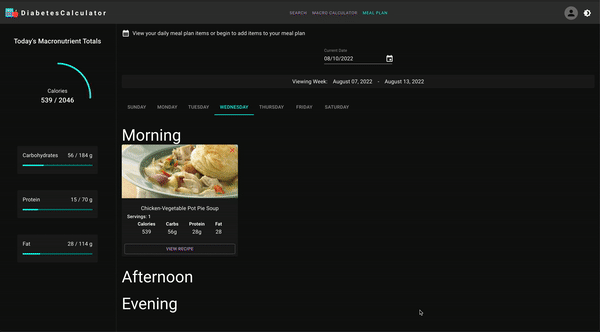 DiabetesCalculator
SEARCH MACRO CALCULATOR MEAL PLAN
Today's Macronutrient Totals
Calories
539 / 2046
Carbohydrates 56 / 184 g
Protein 15 / 70 g
Fat 28 / 114 g
View your daily meal plan items or begin to add items to your meal plan
Current Date
08/10/2022
Viewing Week: August 07, 2022 - August 13, 2022
SUNDAY MONDAY TUESDAY WEDNESDAY THURSDAY FRIDAY SATURDAY
Morning
Chicken-Vegetable Pot Pie Soup
Servings: 1
Calories Carbs Protein Fat
539 56g 28g 28
VIEW RECIPE
Afternoon
Evening